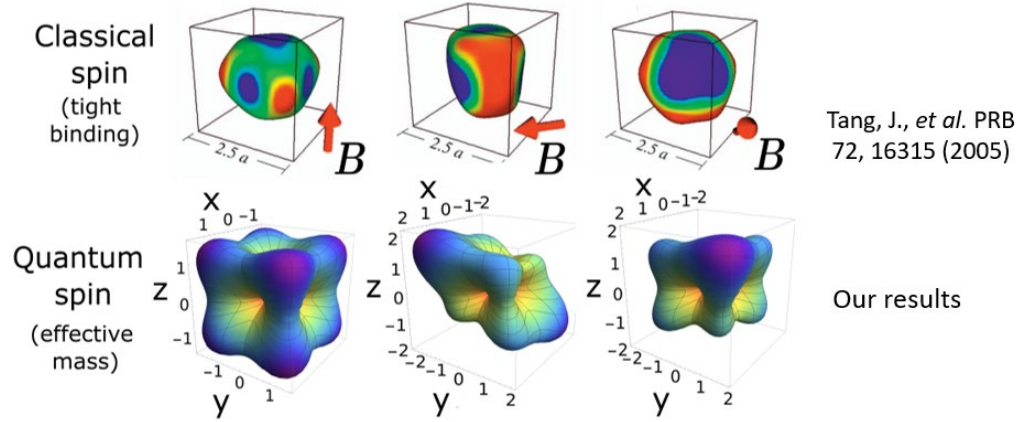 Classical
spin
(tight
binding)
2.5 a
B
2.5 a
B
2.5 a
B
Tang, J., et al. PRB
72, 16315 (2005)
Quantum
spin
(effective
mass)
X
1 0 -1
Z
1
0
-1
-1 0 1
y
X
2 1 0-1-2
Z
2
1
0
-1
-2
-2 -1 0 1 2
y
X
2 1 0-1-2
Z
2
1
0
-1
-2
-2 -1 0 1 2
y
Our results